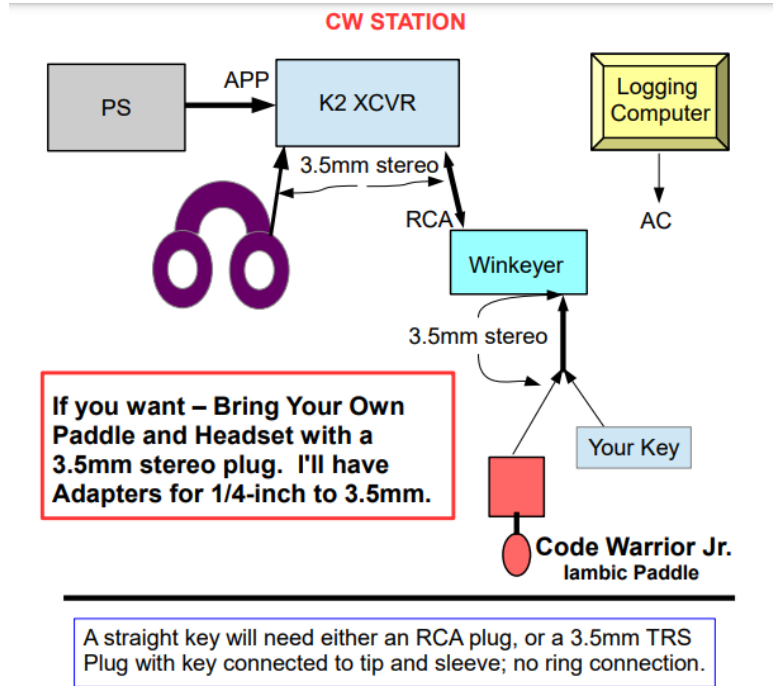 CW STATION
PS
APP
K2 XCVR
Logging
Computer
3.5mm stereo
RCA
AC
Winkeyer
3.5mm stereo
If you want – Bring Your Own
Paddle and Headset with a
3.5mm stereo plug.  I'll have
Adapters for 1/4-inch to 3.5mm.
Your Key
Code Warrior Jr.
Iambic Paddle
A straight key will need either an RCA plug, or a 3.5mm TRS
Plug with key connected to tip and sleeve; no ring connection.